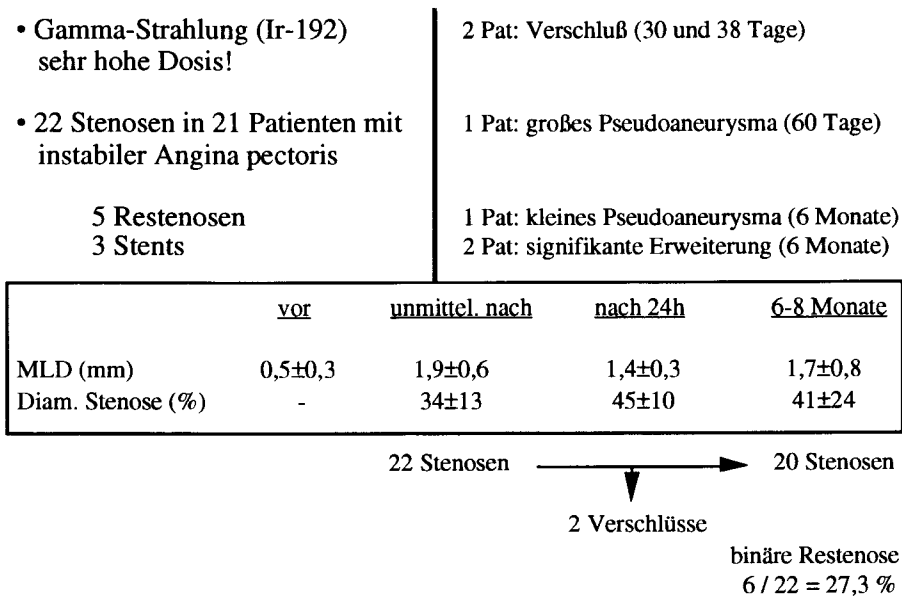 • Gamma-Strahlung (Ir-192)
sehr hohe Dosis!
• 22 Stenosen in 21 Patienten mit
instabiler Angina pectoris
5 Restenosen
3 Stents
2 Pat: Verschluß (30 und 38 Tage)
1 Pat: großes Pseudoaneurysma (60 Tage)
1 Pat: kleines Pseudoaneurysma (6 Monate)
2 Pat: signifikante Erweiterung (6 Monate)
vor unmittel. nach nach 24h 6-8 Monate
MLD (mm) 0,5±0,3 1,9±0,6 1,4±0,3 1,7±0,8
Diam. Stenose (%) - 34±13 45±10 41±24
22 Stenosen 20 Stenosen
2 Verschlüsse
binäre Restenose
6 / 22 = 27,3 %